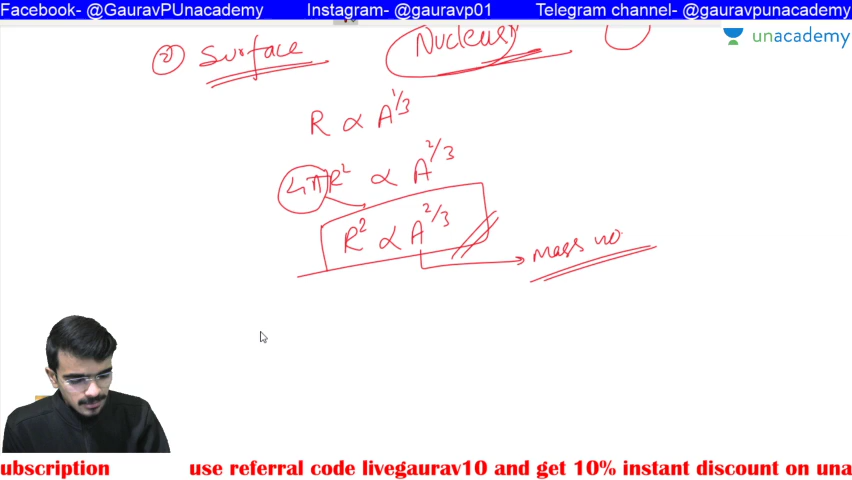 Facebook- @GauravPUnacademy Instagram- @gauravp01 Telegram channel- @gauravpunacademy
unacademy
② Surface Nucleus
R ∝ A^1/3
4πR² ∝ A^2/3
R² ∝ A^2/3 → mass no.
ubscription use referral code livegaurav10 and get 10% instant discount on una